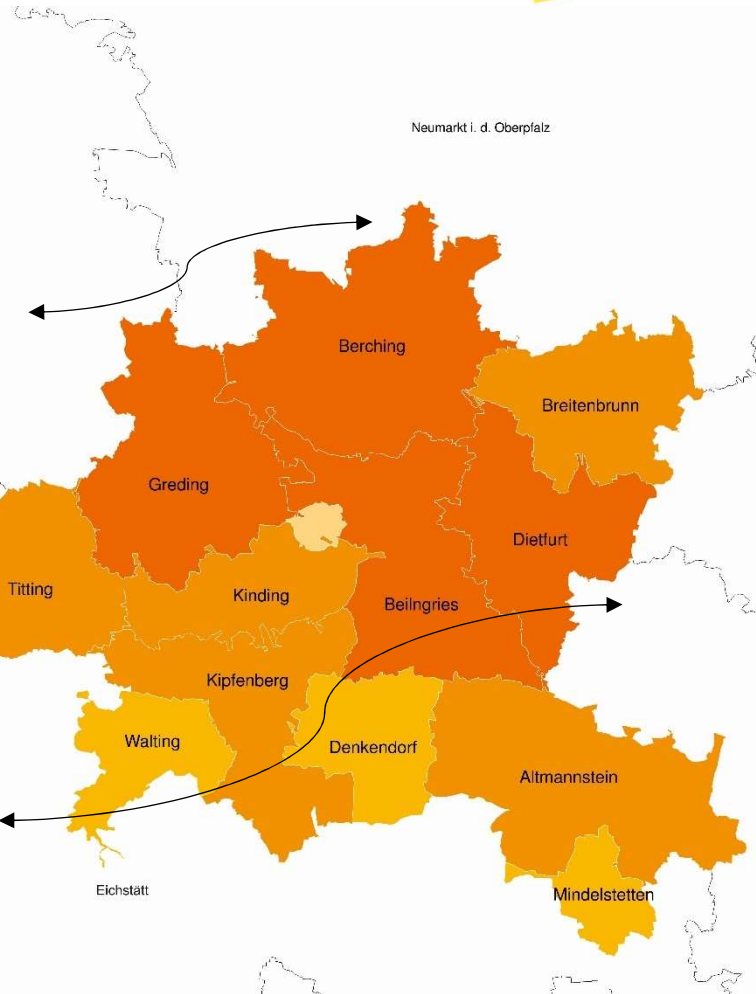 Neumarkt i. d. Oberpfalz
Berching
Breitenbrunn
Greding
Dietfurt
Titting
Kinding
Beilngries
Kipfenberg
Walting
Denkendorf
Altmannstein
Eichstätt
Mindelstetten